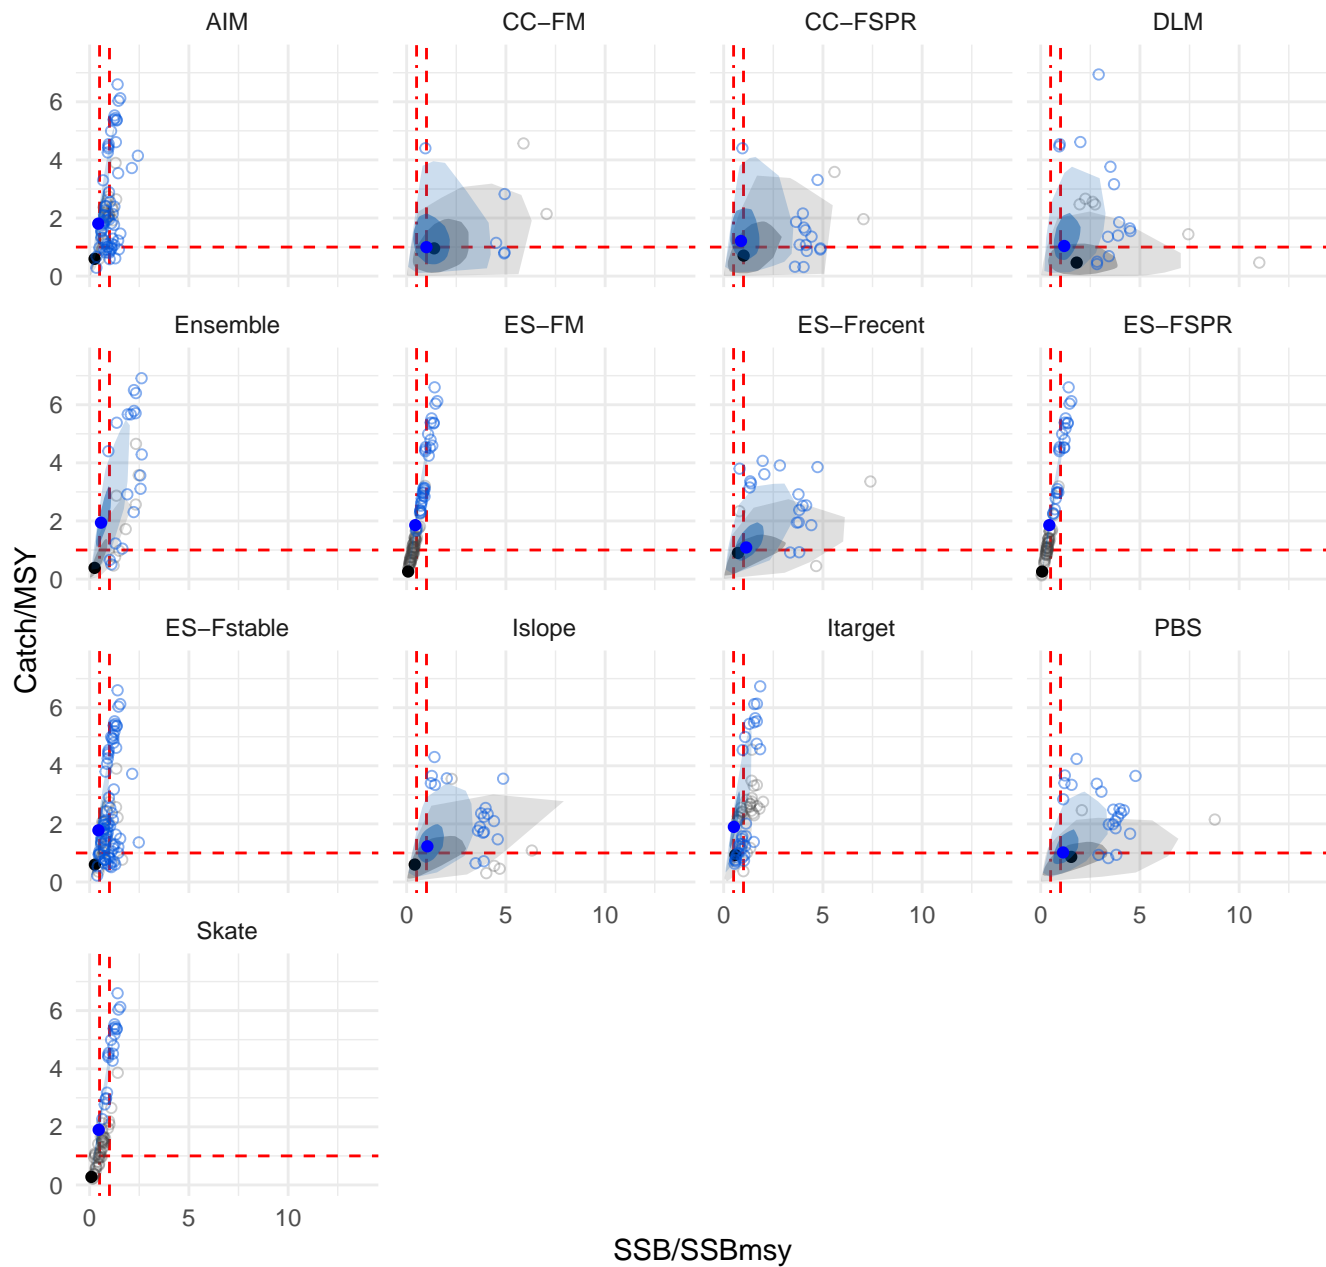 AIM CC−FM CC−FSPR DLM
6
4
2
0
Ensemble ES−FM ES−Frecent ES−FSPR
6
4
2
0
Catch/MSY
ES−Fstable Islope Itarget PBS
6
4
2
0
0 5 10 0 5 10 0 5 10
Skate
6
4
2
0
0 5 10
SSB/SSBmsy